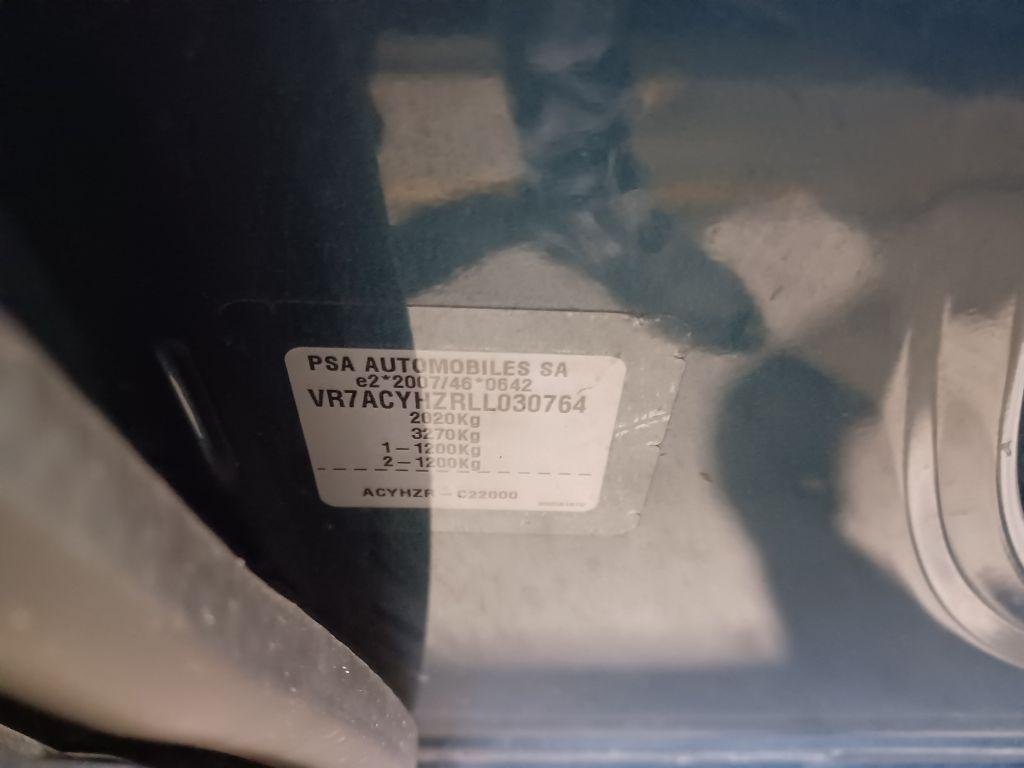 PSA AUTOMOBILES SA
e2*2007/46*0642
VR7ACYHZRLL030764
2020Kg
3270Kg
1-1200Kg
2-1200Kg
ACYHZR-C22000